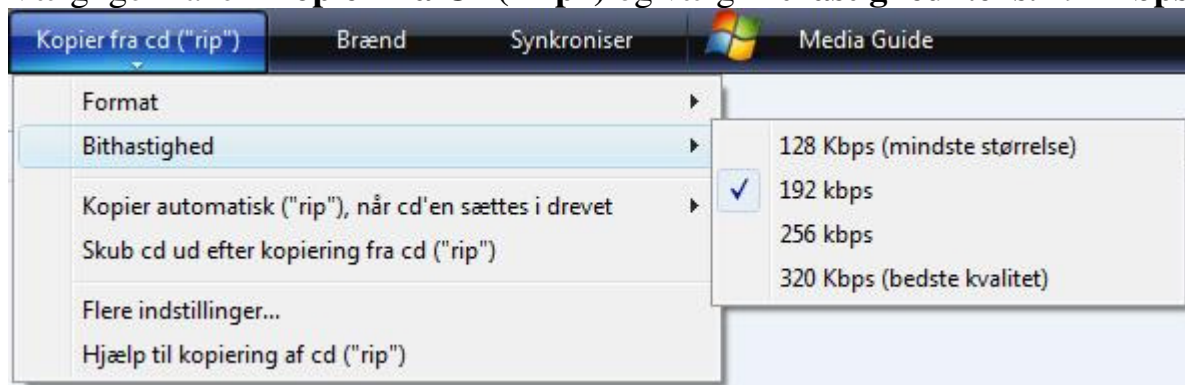 Kopier fra cd ("rip") Brænd Synkroniser Media Guide
Format
Bithastighed
Kopier automatisk ("rip"), når cd'en sættes i drevet
Skub cd ud efter kopiering fra cd ("rip")
Flere indstillinger...
Hjælp til kopiering af cd ("rip")
128 Kbps (mindste størrelse)
192 kbps
256 kbps
320 Kbps (bedste kvalitet)